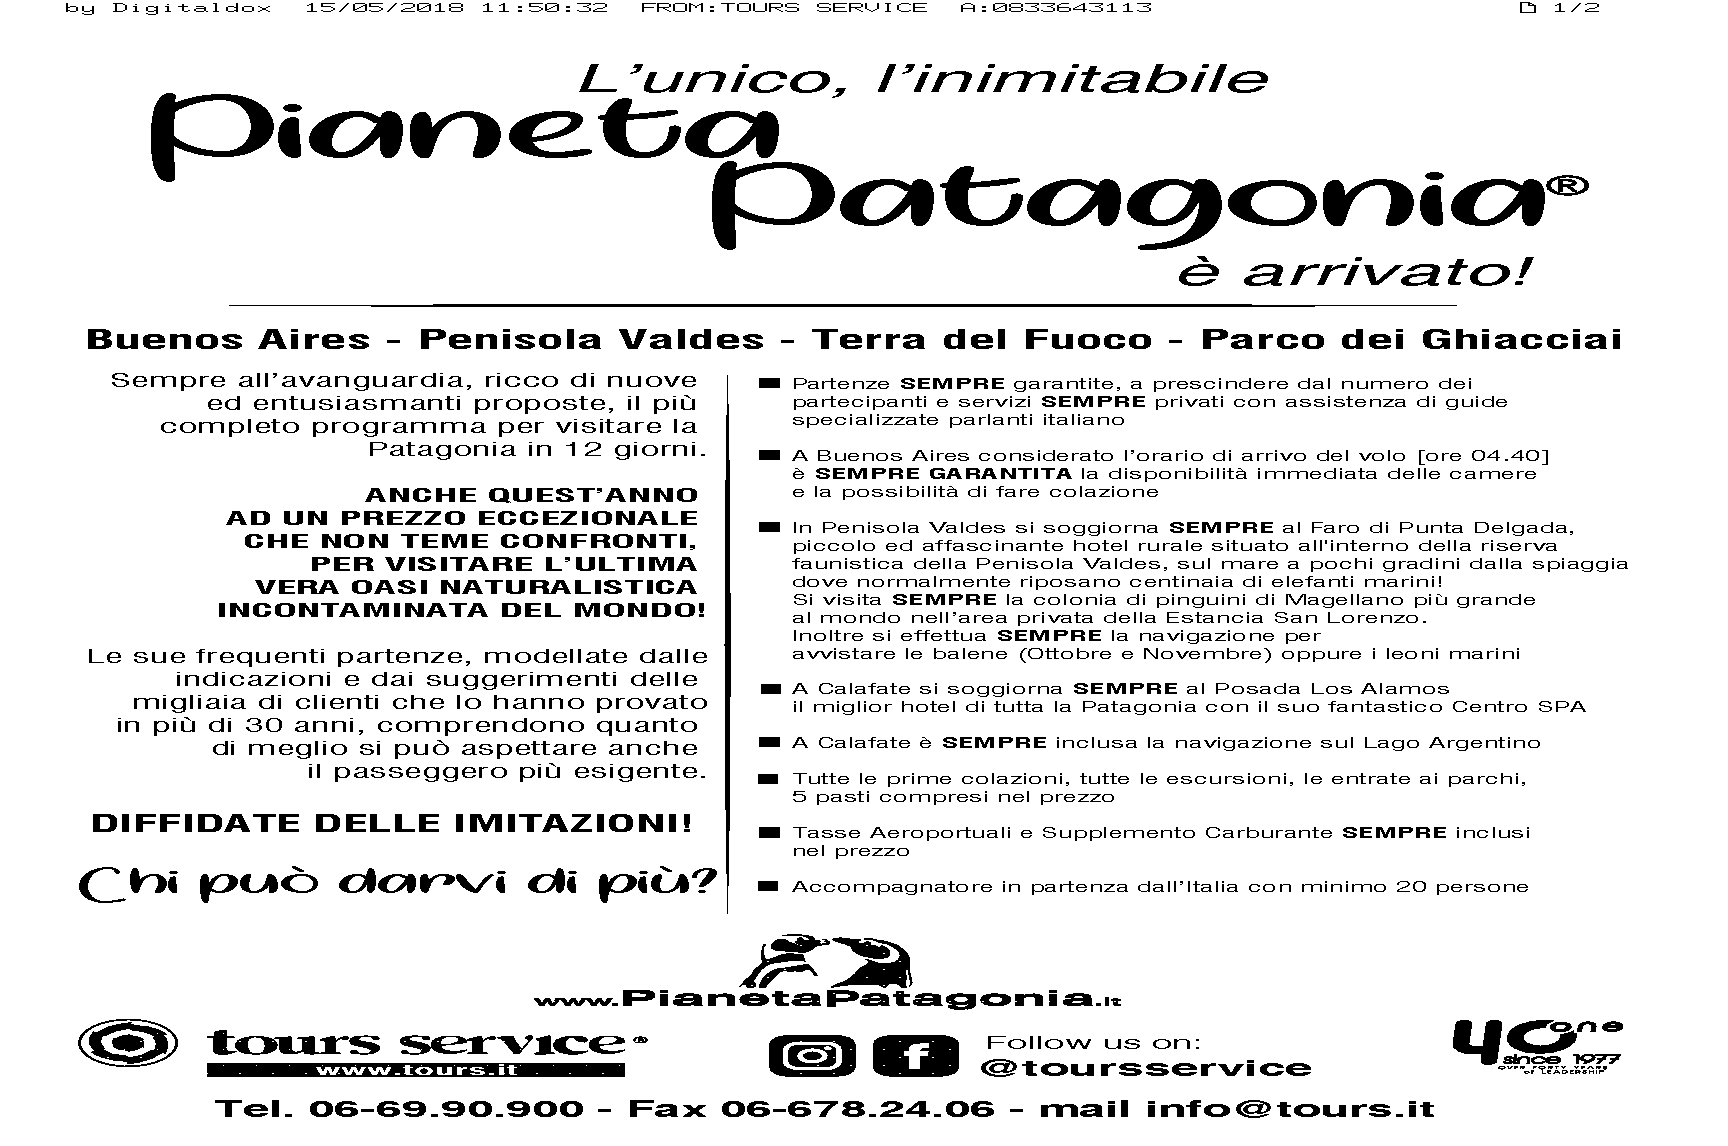 by Digitaldox 15/05/2018 11:50:32 FROM:TOURS SERVICE A:0833643113 1/2
L'unico, l'inimitabile
Pianeta
Patagonia®
è arrivato!
Buenos Aires - Penisola Valdes - Terra del Fuoco - Parco dei Ghiacciai
Sempre all'avanguardia, ricco di nuove
ed entusiasmanti proposte, il più
completo programma per visitare la
Patagonia in 12 giorni.
ANCHE QUEST'ANNO
AD UN PREZZO ECCEZIONALE
CHE NON TEME CONFRONTI,
PER VISITARE L'ULTIMA
VERA OASI NATURALISTICA
INCONTAMINATA DEL MONDO!
Le sue frequenti partenze, modellate dalle
indicazioni e dai suggerimenti delle
migliaia di clienti che lo hanno provato
in più di 30 anni, comprendono quanto
di meglio si può aspettare anche
il passeggero più esigente.
DIFFIDATE DELLE IMITAZIONI!
Chi può darvi di più?
Partenze SEMPRE garantite, a prescindere dal numero dei
partecipanti e servizi SEMPRE privati con assistenza di guide
specializzate parlanti italiano
A Buenos Aires considerato l'orario di arrivo del volo [ore 04.40]
è SEMPRE GARANTITA la disponibilità immediata delle camere
e la possibilità di fare colazione
In Penisola Valdes si soggiorna SEMPRE al Faro di Punta Delgada,
piccolo ed affascinante hotel rurale situato all'interno della riserva
faunistica della Penisola Valdes, sul mare a pochi gradini dalla spiaggia
dove normalmente riposano centinaia di elefanti marini!
Si visita SEMPRE la colonia di pinguini di Magellano più grande
al mondo nell'area privata della Estancia San Lorenzo.
Inoltre si effettua SEMPRE la navigazione per
avvistare le balene (Ottobre e Novembre) oppure i leoni marini
A Calafate si soggiorna SEMPRE al Posada Los Alamos
il miglior hotel di tutta la Patagonia con il suo fantastico Centro SPA
A Calafate è SEMPRE inclusa la navigazione sul Lago Argentino
Tutte le prime colazioni, tutte le escursioni, le entrate ai parchi,
5 pasti compresi nel prezzo
Tasse Aeroportuali e Supplemento Carburante SEMPRE inclusi
nel prezzo
Accompagnatore in partenza dall'Italia con minimo 20 persone
www.PianetaPatagonia.it
tours service®
www.tours.it
Follow us on:
@toursservice
40one
since 1977
OVER FORTY YEARS
OF LEADERSHIP
Tel. 06-69.90.900 - Fax 06-678.24.06 - mail info@tours.it